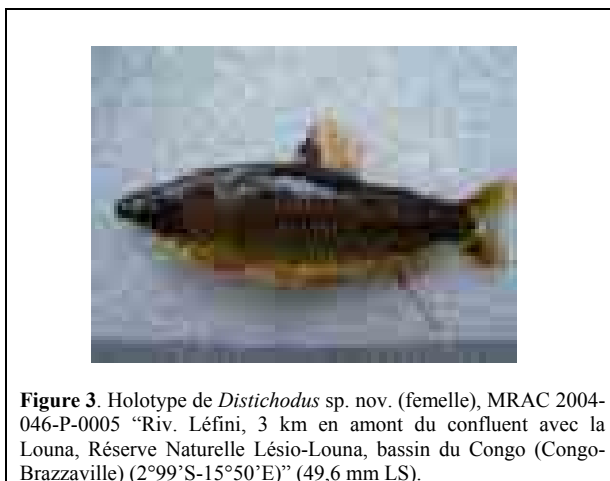 Figure 3. Holotype de Distichodus sp. nov. (femelle), MRAC 2004-
046-P-0005 “Riv. Léfini, 3 km en amont du confluent avec la
Louna, Réserve Naturelle Lésio-Louna, bassin du Congo (Congo-
Brazzaville) (2°99’S-15°50’E)” (49,6 mm LS).